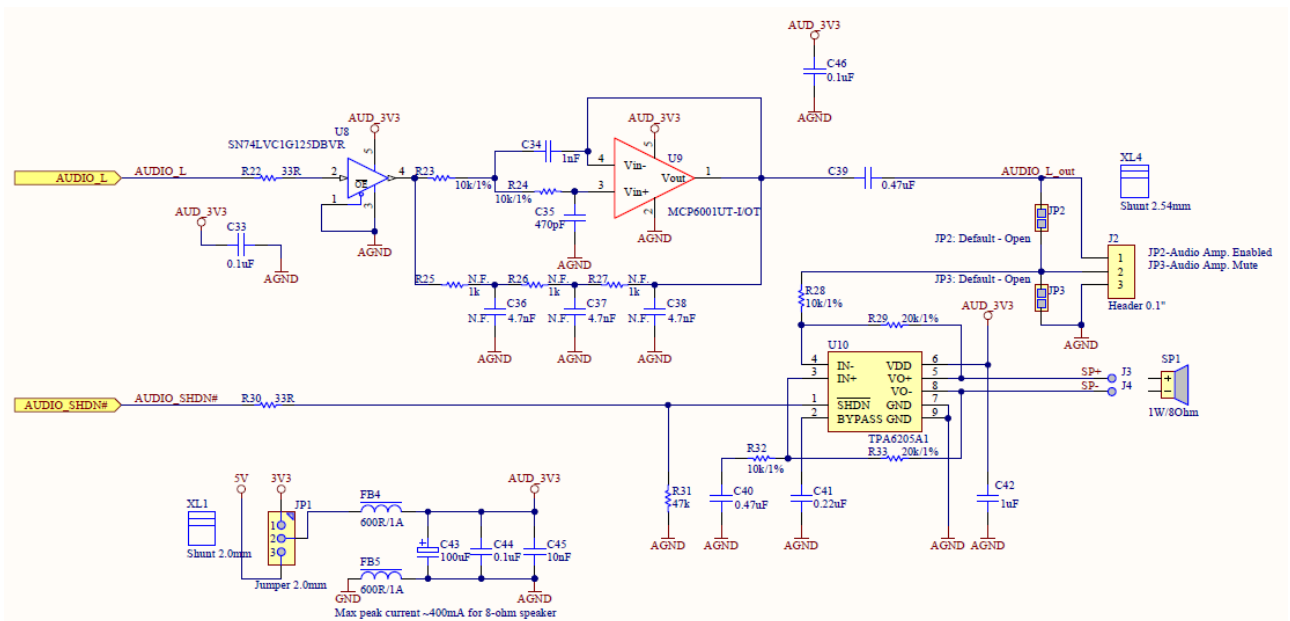 AUD_3V3
C46
0.1uF
AGND
AUD_3V3
U8
SN74LVC1G125DBVR
AUDIO_L
AUDIO_L
R22
33R
2
5
OE
4
1
3
AGND
AUD_3V3
C33
0.1uF
AGND
R23
10k/1%
C34
1nF
R24
10k/1%
C35
470pF
AGND
AUD_3V3
5
U9
4
Vin-
3
Vin+
Vout
1
2
MCP6001UT-I/OT
AGND
C39
0.47uF
AUDIO_L_out
XL4
Shunt 2.54mm
JP2
JP2: Default - Open
JP3: Default - Open
JP3
J2
1
2
3
Header 0.1"
JP2-Audio Amp. Enabled
JP3-Audio Amp. Mute
AGND
R25
N.F.
1k
R26
N.F.
1k
R27
N.F.
1k
C36
N.F.
4.7nF
C37
N.F.
4.7nF
C38
N.F.
4.7nF
AGND
AGND
AGND
R28
10k/1%
R29
20k/1%
AUD_3V3
U10
4
IN-
VDD
6
3
IN+
VO+
5
VO-
8
1
SHDN
GND
7
2
BYPASS
GND
9
TPA6205A1
SP+
J3
SP-
J4
SP1
+
−
1W/8Ohm
AUDIO_SHDN#
AUDIO_SHDN#
R30
33R
R32
10k/1%
R33
20k/1%
R31
47k
AGND
C40
0.47uF
AGND
C41
0.22uF
AGND
AGND
C42
1uF
AGND
5V
3V3
XL1
Shunt 2.0mm
JP1
1
2
3
Jumper 2.0mm
FB4
600R/1A
FB5
600R/1A
GND
+
C43
100uF
C44
0.1uF
C45
10nF
AUD_3V3
AGND
Max peak current ~400mA for 8-ohm speaker